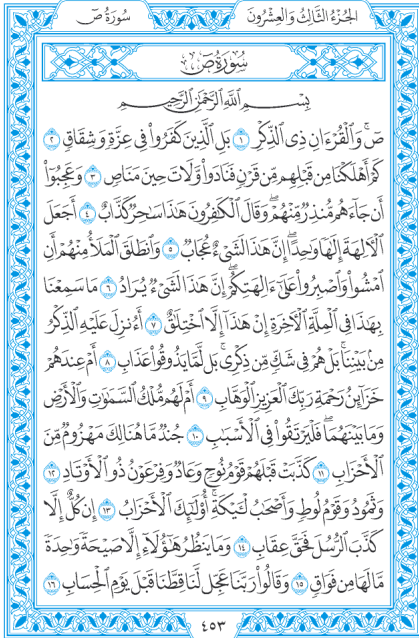 الجُزْءُ الثَّالِثُ وَالعِشْرُونَ
سُورَةُ صٓ
سُورَةُ صٓ
بِسْمِ ٱللَّهِ ٱلرَّحْمَٰنِ ٱلرَّحِيمِ
صٓۚ وَٱلْقُرْءَانِ ذِى ٱلذِّكْرِ ١ بَلِ ٱلَّذِينَ كَفَرُوا۟ فِى عِزَّةٍ وَشِقَاقٍ ٢
كَمْ أَهْلَكْنَا مِن قَبْلِهِم مِّن قَرْنٍ فَنَادَوا۟ وَّلَاتَ حِينَ مَنَاصٍ ٣ وَعَجِبُوٓا۟
أَن جَآءَهُم مُّنذِرٌ مِّنْهُمْۖ وَقَالَ ٱلْكَٰفِرُونَ هَٰذَا سَٰحِرٌ كَذَّابٌ ٤ أَجَعَلَ
ٱلْءَالِهَةَ إِلَٰهًا وَٰحِدًاۖ إِنَّ هَٰذَا لَشَىْءٌ عُجَابٌ ٥ وَٱنطَلَقَ ٱلْمَلَأُ مِنْهُمْ أَنِ
ٱمْشُوا۟ وَٱصْبِرُوا۟ عَلَىٰٓ ءَالِهَتِكُمْۖ إِنَّ هَٰذَا لَشَىْءٌ يُرَادُ ٦ مَا سَمِعْنَا
بِهَٰذَا فِى ٱلْمِلَّةِ ٱلْءَاخِرَةِ إِنْ هَٰذَآ إِلَّا ٱخْتِلَٰقٌ ٧ أَءُنزِلَ عَلَيْهِ ٱلذِّكْرُ
مِنۢ بَيْنِنَاۚ بَلْ هُمْ فِى شَكٍّ مِّن ذِكْرِىۖ بَل لَّمَّا يَذُوقُوا۟ عَذَابِ ٨ أَمْ عِندَهُمْ
خَزَآئِنُ رَحْمَةِ رَبِّكَ ٱلْعَزِيزِ ٱلْوَهَّابِ ٩ أَمْ لَهُم مُّلْكُ ٱلسَّمَٰوَٰتِ وَٱلْأَرْضِ
وَمَا بَيْنَهُمَاۖ فَلْيَرْتَقُوا۟ فِى ٱلْأَسْبَٰبِ ١٠ جُندٌ مَّا هُنَالِكَ مَهْزُومٌ مِّنَ
ٱلْأَحْزَابِ ١١ كَذَّبَتْ قَبْلَهُمْ قَوْمُ نُوحٍ وَعَادٌ وَفِرْعَوْنُ ذُو ٱلْأَوْتَادِ ١٢
وَثَمُودُ وَقَوْمُ لُوطٍ وَأَصْحَٰبُ لْـَٔيْكَةِۚ أُو۟لَٰٓئِكَ ٱلْأَحْزَابُ ١٣ إِن كُلٌّ إِلَّا
كَذَّبَ ٱلرُّسُلَ فَحَقَّ عِقَابِ ١٤ وَمَا يَنظُرُ هَٰٓؤُلَآءِ إِلَّا صَيْحَةً وَٰحِدَةً
مَّا لَهَا مِن فَوَاقٍ ١٥ وَقَالُوا۟ رَبَّنَا عَجِّل لَّنَا قِطَّنَا قَبْلَ يَوْمِ ٱلْحِسَابِ ١٦
٤٥٣